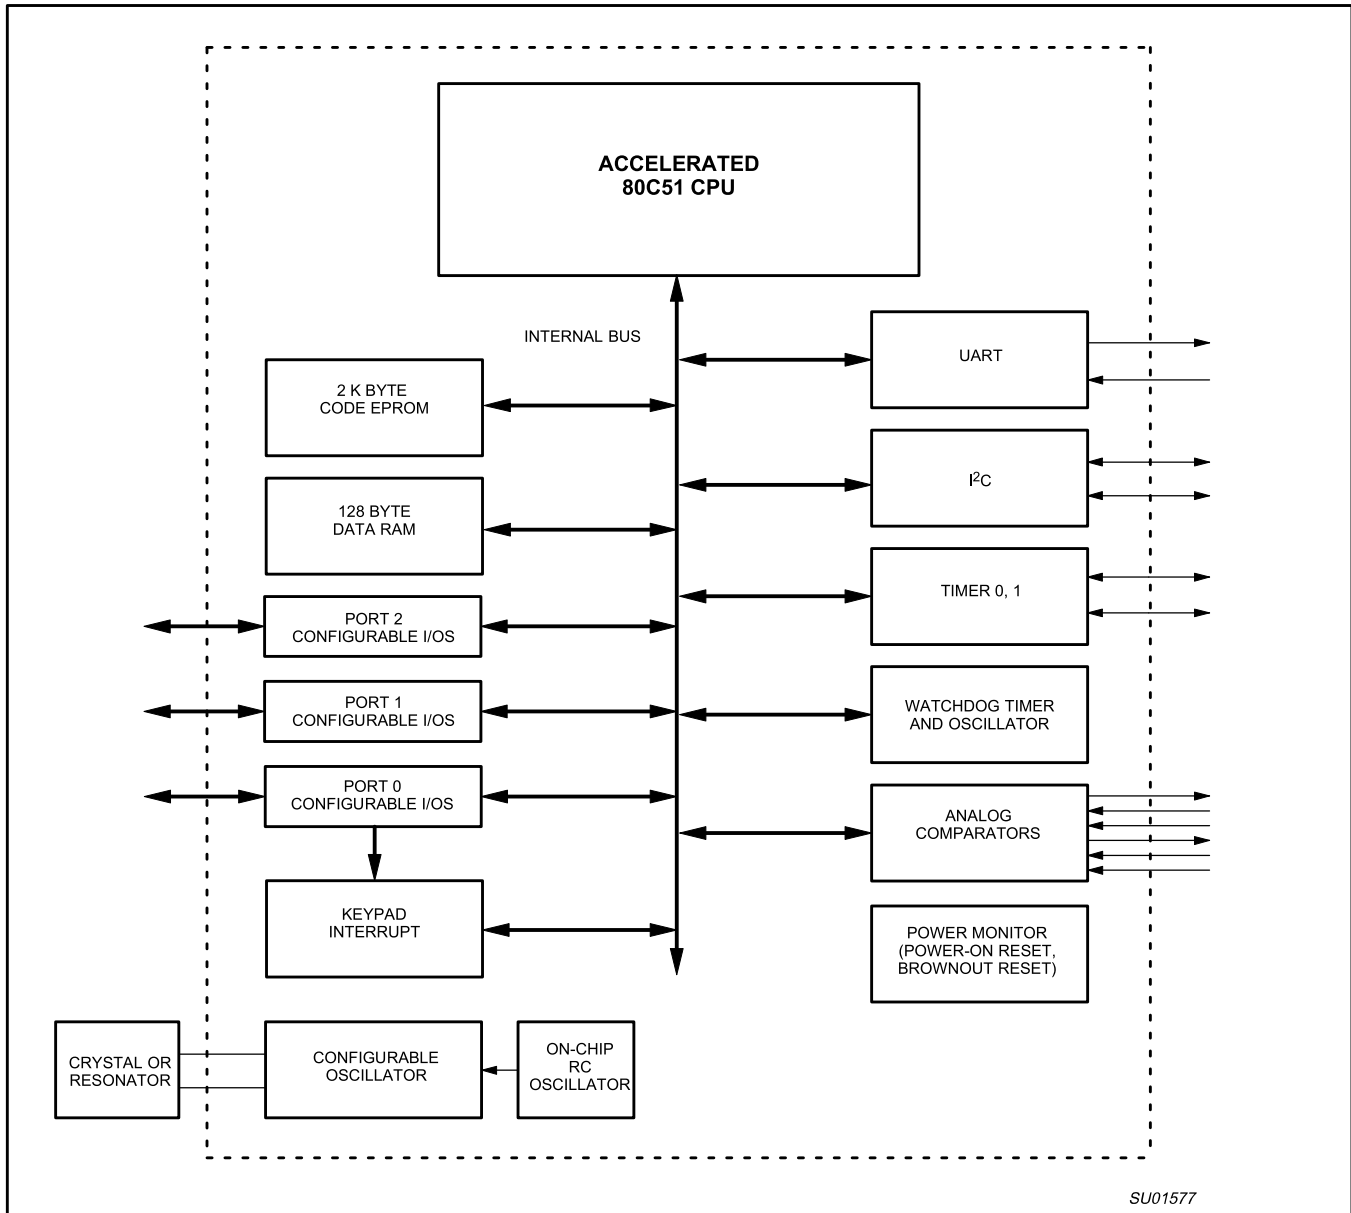 ACCELERATED
80C51 CPU
INTERNAL BUS
2 K BYTE
CODE EPROM
128 BYTE
DATA RAM
PORT 2
CONFIGURABLE I/OS
PORT 1
CONFIGURABLE I/OS
PORT 0
CONFIGURABLE I/OS
KEYPAD
INTERRUPT
CRYSTAL OR
RESONATOR
CONFIGURABLE
OSCILLATOR
ON-CHIP
RC
OSCILLATOR
UART
I²C
TIMER 0, 1
WATCHDOG TIMER
AND OSCILLATOR
ANALOG
COMPARATORS
POWER MONITOR
(POWER-ON RESET,
BROWNOUT RESET)
SU01577